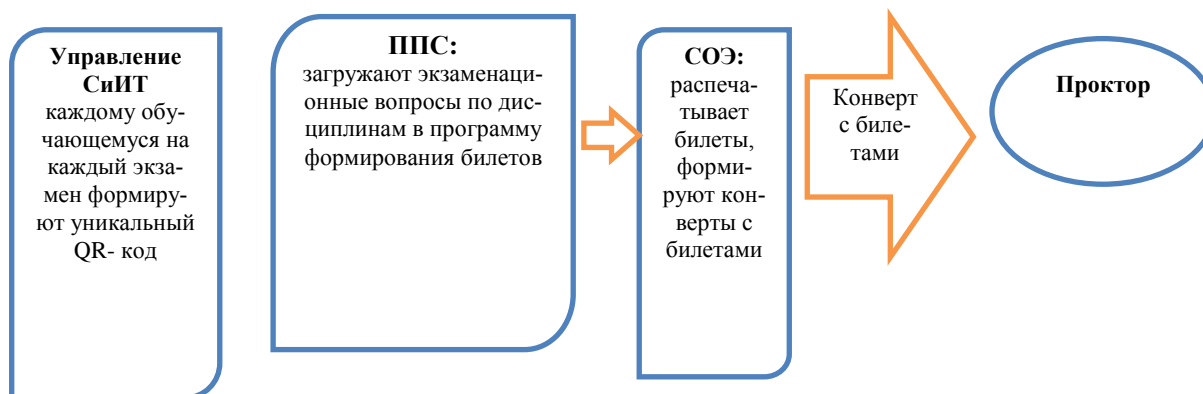 Управление
СиИТ
каждому обу-
чающемуся на
каждый экза-
мен формиру-
ют уникальный
QR- код
ППС:
загружают экзаменаци-
онные вопросы по дис-
циплинам в программу
формирования билетов
СОЭ:
распеча-
тывает
билеты,
форми-
руют кон-
верты с
билетами
Конверт
с биле-
тами
Проктор